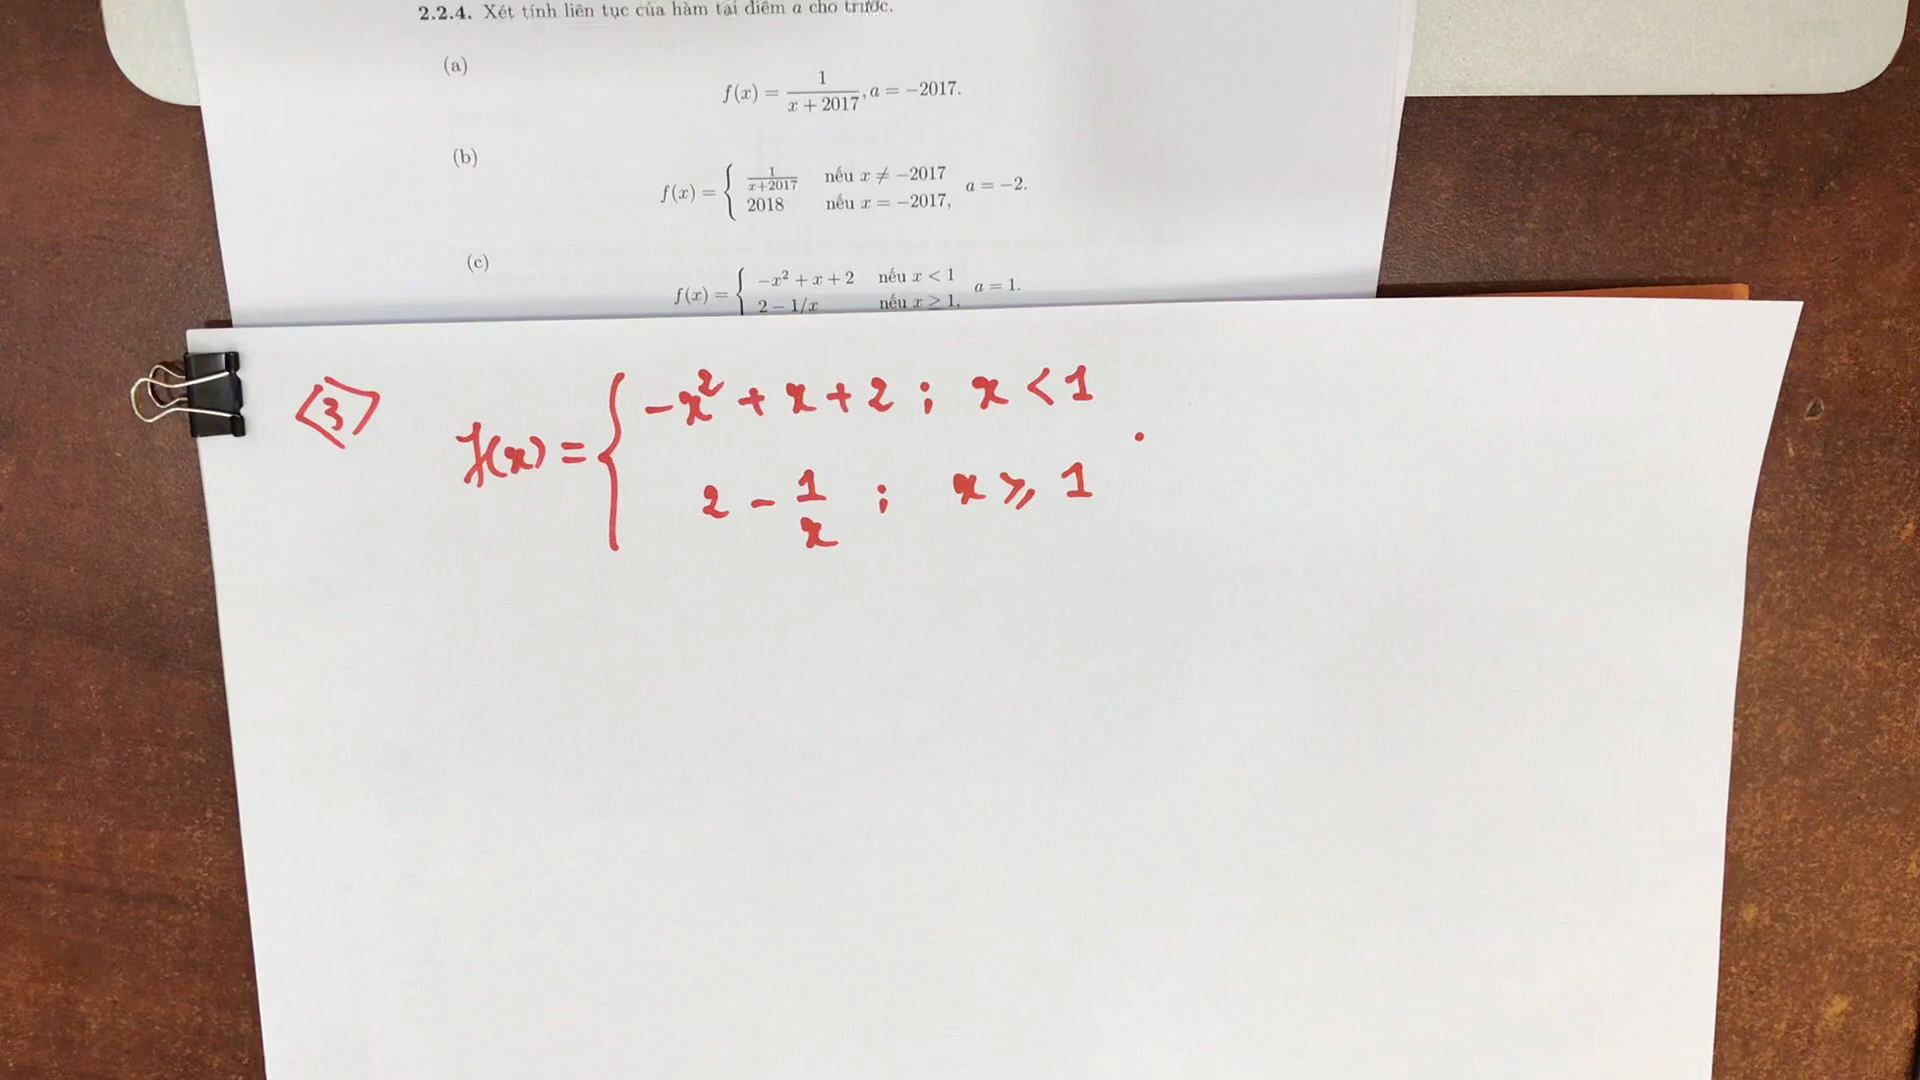 2.2.4. Xét tính liên tục của hàm tại điểm a cho trước.
(a)
f(x) = 1/(x + 2017), a = −2017.
(b)
f(x) = { 1/(x+2017) nếu x ≠ −2017
2018 nếu x = −2017, a = −2.
(c)
f(x) = { −x² + x + 2 nếu x < 1
2 − 1/x nếu x ≥ 1, a = 1.
⟨3⟩
f(x) = { −x² + x + 2 ; x < 1
2 − 1/x ; x ⩾ 1 .